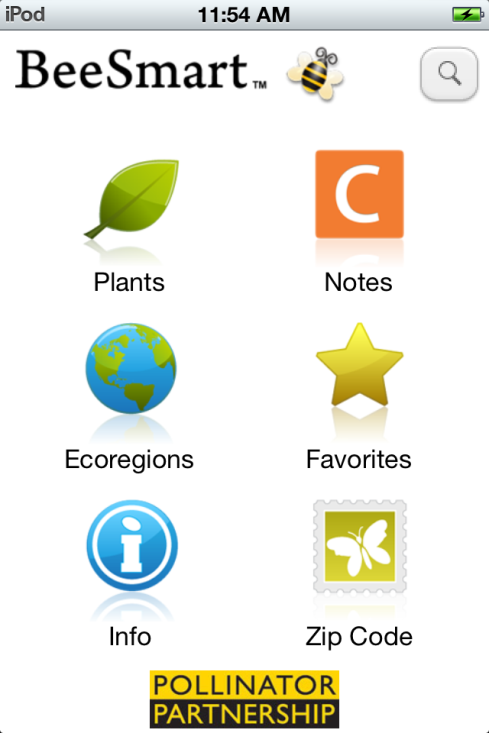 iPod 11:54 AM
BeeSmart™
Plants
C
Notes
Ecoregions
Favorites
i
Info
Zip Code
POLLINATOR
PARTNERSHIP